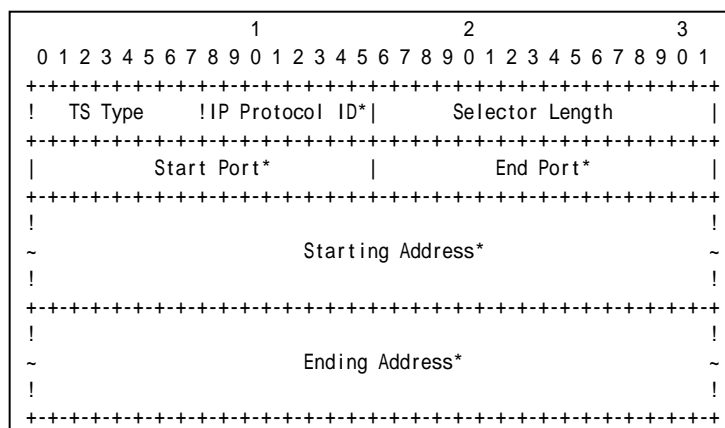 1                   2                   3
 0 1 2 3 4 5 6 7 8 9 0 1 2 3 4 5 6 7 8 9 0 1 2 3 4 5 6 7 8 9 0 1
+-+-+-+-+-+-+-+-+-+-+-+-+-+-+-+-+-+-+-+-+-+-+-+-+-+-+-+-+-+-+-+-+
!   TS Type     !IP Protocol ID*|       Selector Length         |
+-+-+-+-+-+-+-+-+-+-+-+-+-+-+-+-+-+-+-+-+-+-+-+-+-+-+-+-+-+-+-+-+
|           Start Port*         |           End Port*           |
+-+-+-+-+-+-+-+-+-+-+-+-+-+-+-+-+-+-+-+-+-+-+-+-+-+-+-+-+-+-+-+-+
!                                                               !
~                         Starting Address*                     ~
!                                                               !
+-+-+-+-+-+-+-+-+-+-+-+-+-+-+-+-+-+-+-+-+-+-+-+-+-+-+-+-+-+-+-+-+
!                                                               !
~                         Ending Address*                       ~
!                                                               !
+-+-+-+-+-+-+-+-+-+-+-+-+-+-+-+-+-+-+-+-+-+-+-+-+-+-+-+-+-+-+-+-+